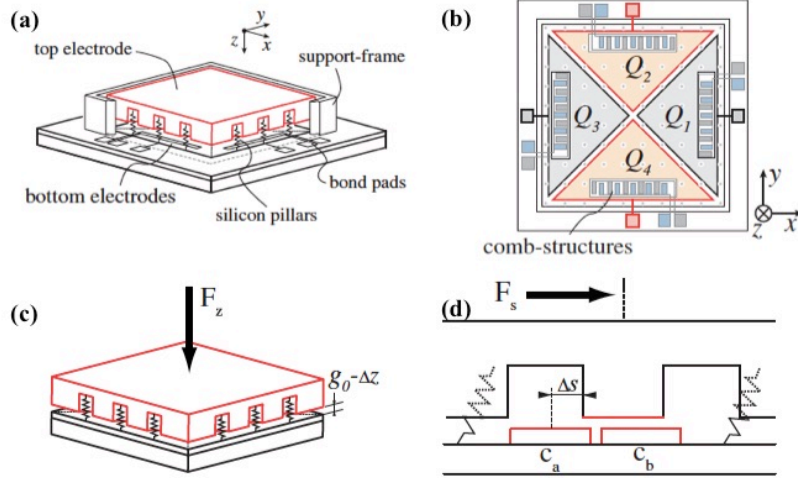 (a)
top electrode
y
z
x
support-frame
bottom electrodes
silicon pillars
bond pads
(b)
Q2
Q3
Q1
Q4
comb-structures
y
z
x
(c)
Fz
g0-Δz
(d)
Fs
Δs
Ca
Cb